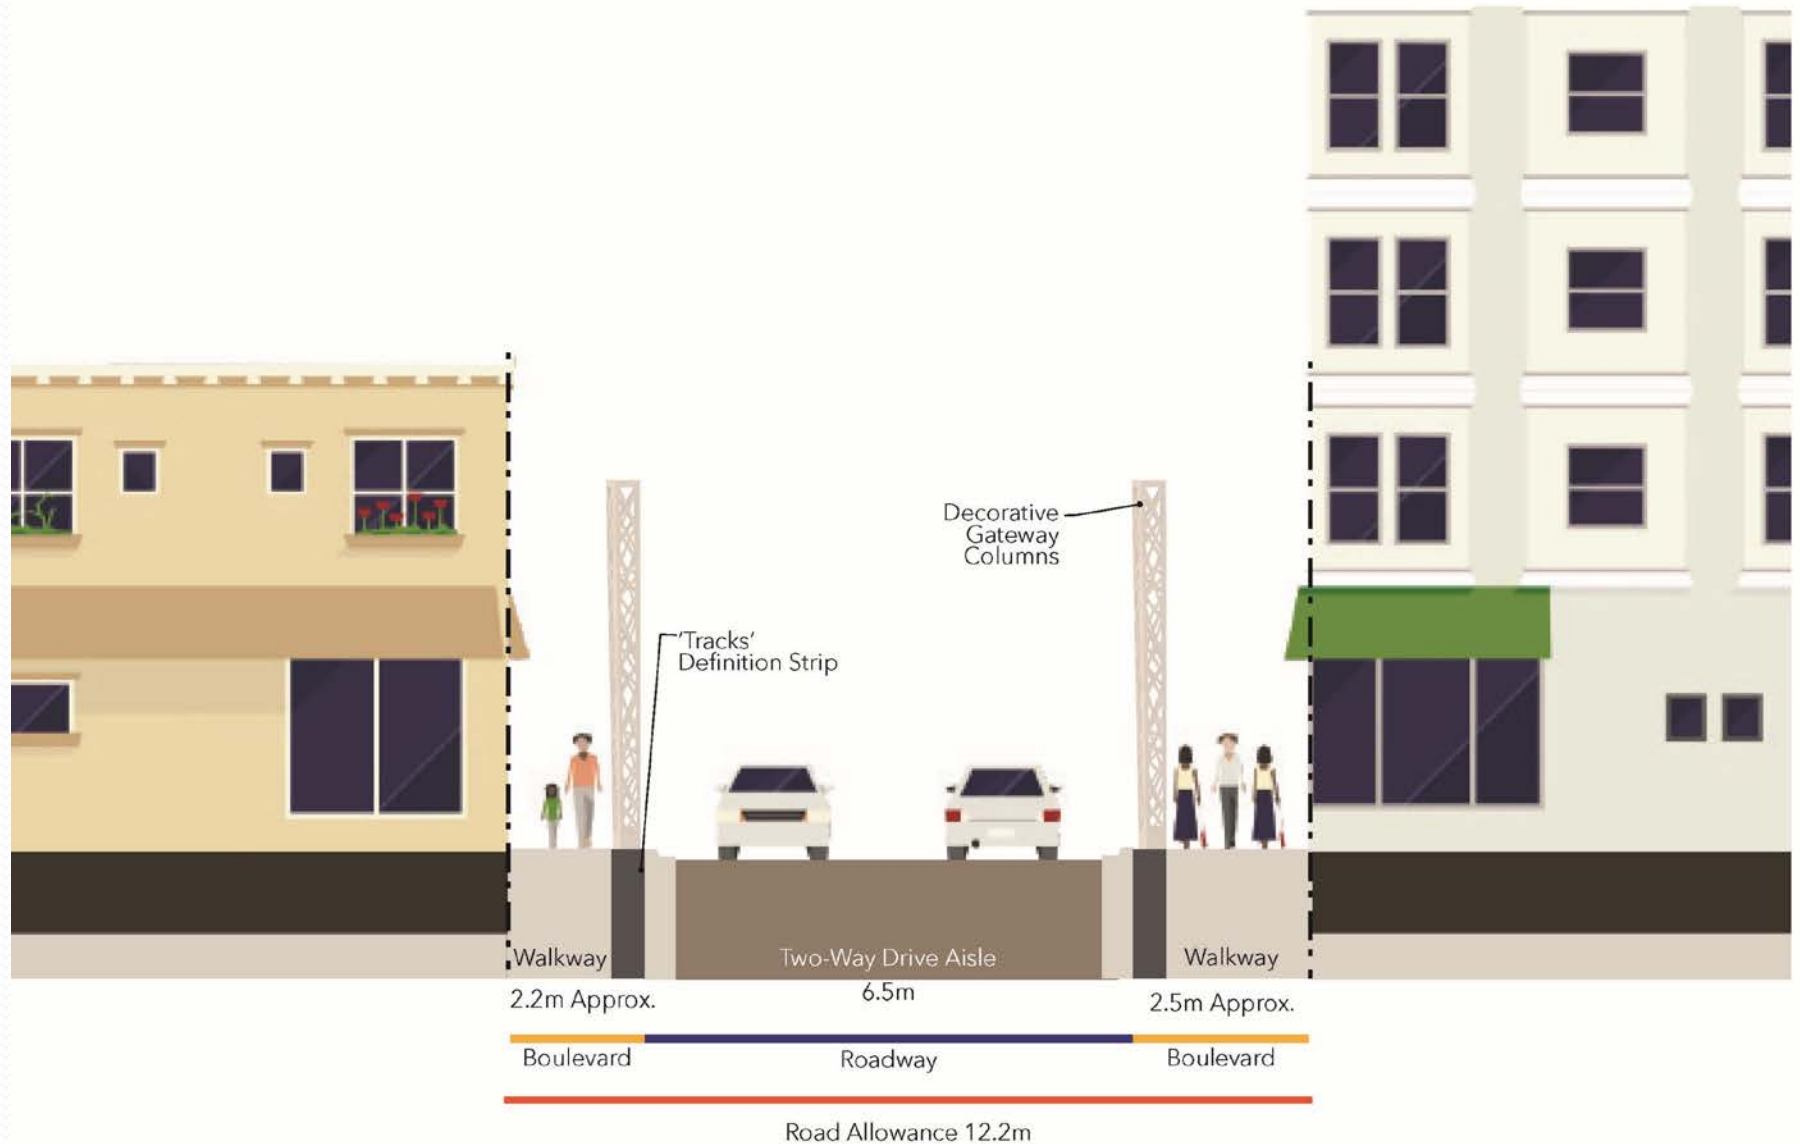 Decorative
Gateway
Columns
'Tracks'
Definition Strip
Walkway
Two-Way Drive Aisle
Walkway
2.2m Approx.
6.5m
2.5m Approx.
Boulevard
Roadway
Boulevard
Road Allowance 12.2m